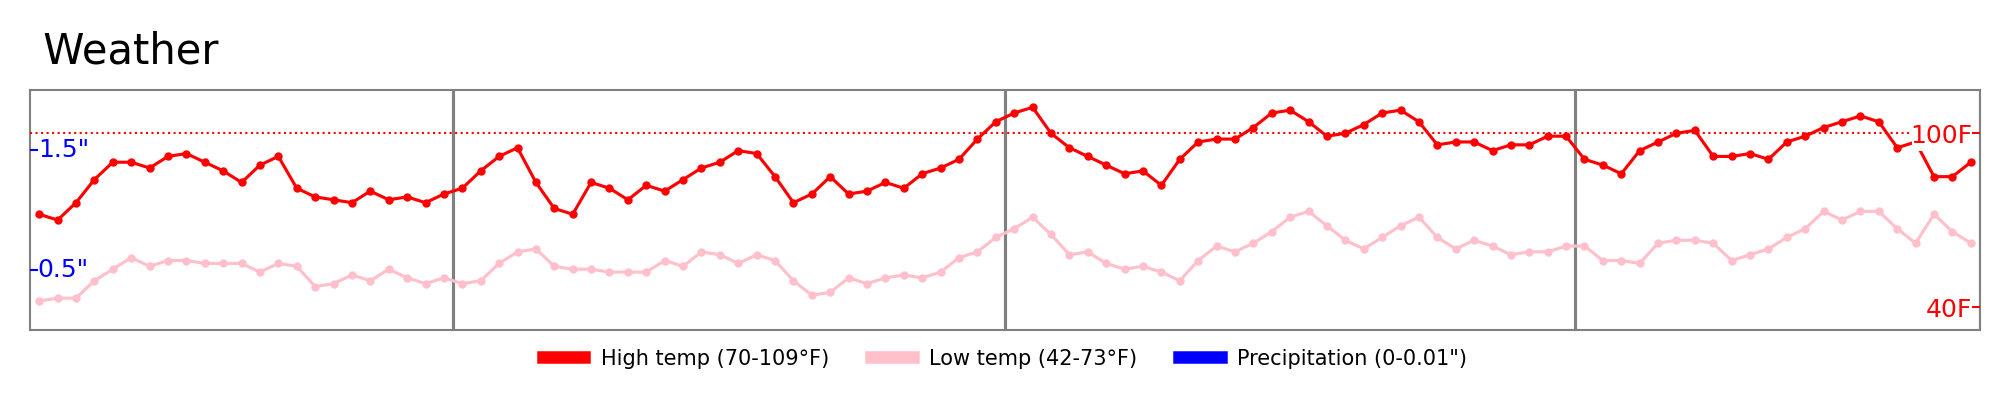 Weather
1.5"
100F
0.5"
40F
High temp (70-109°F) Low temp (42-73°F) Precipitation (0-0.01")